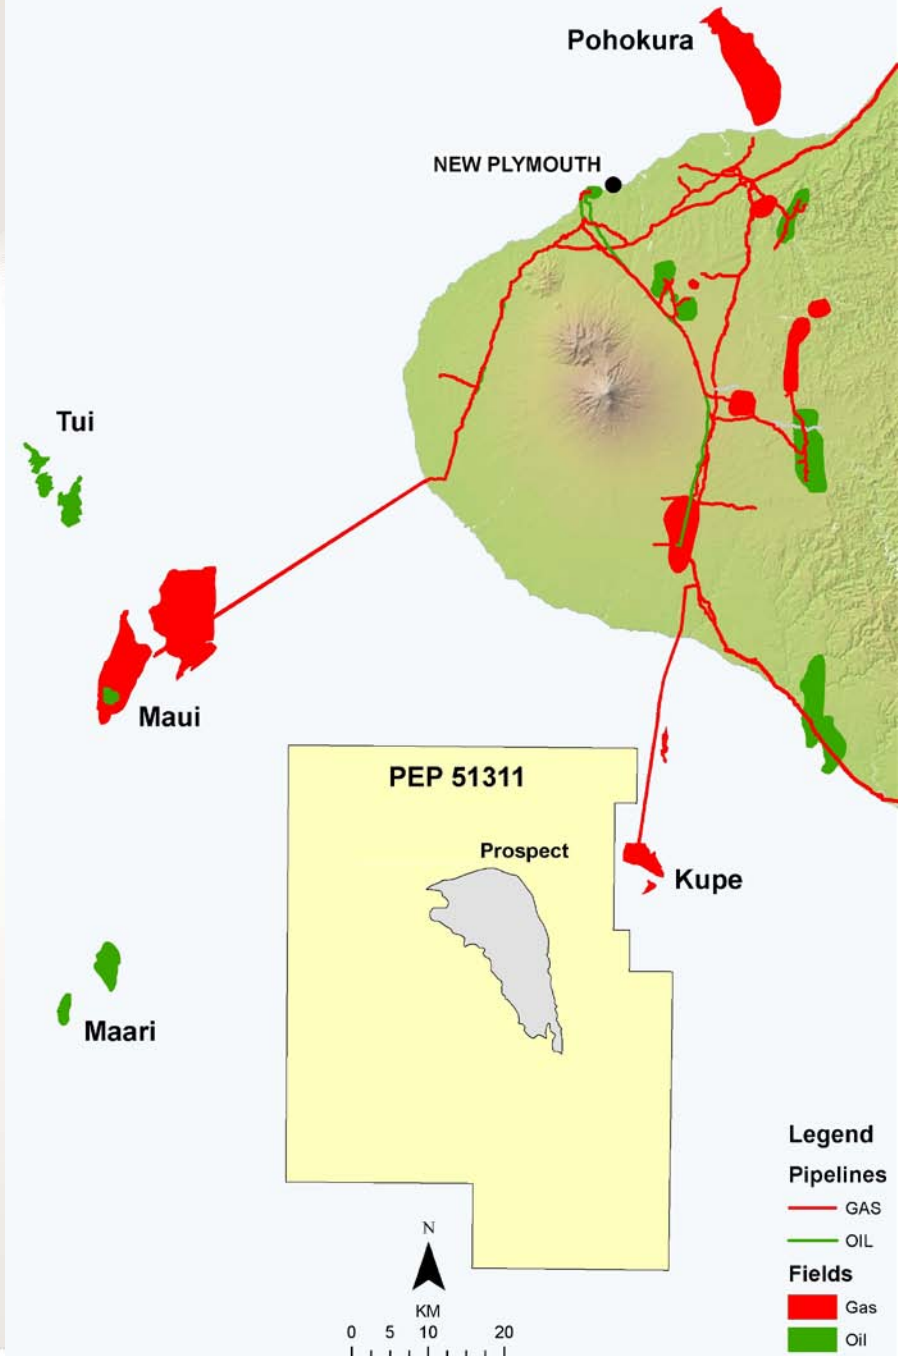 Pohokura
NEW PLYMOUTH
Tui
Maui
PEP 51311
Prospect
Kupe
Maari
Legend
Pipelines
GAS
OIL
Fields
Gas
Oil
N
KM
0 5 10 20